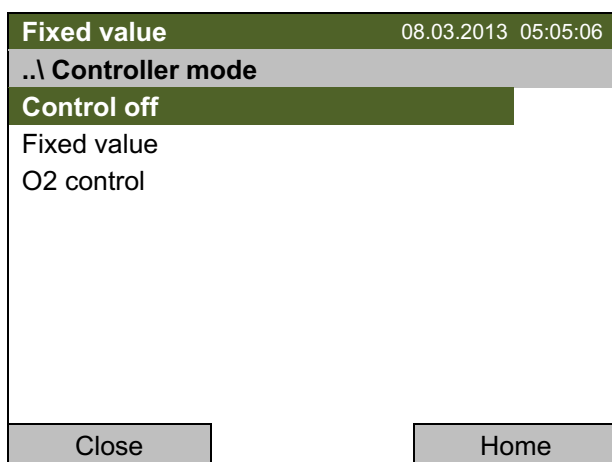 Fixed value 08.03.2013 05:05:06
..\ Controller mode
Control off
Fixed value
O2 control
Close Home